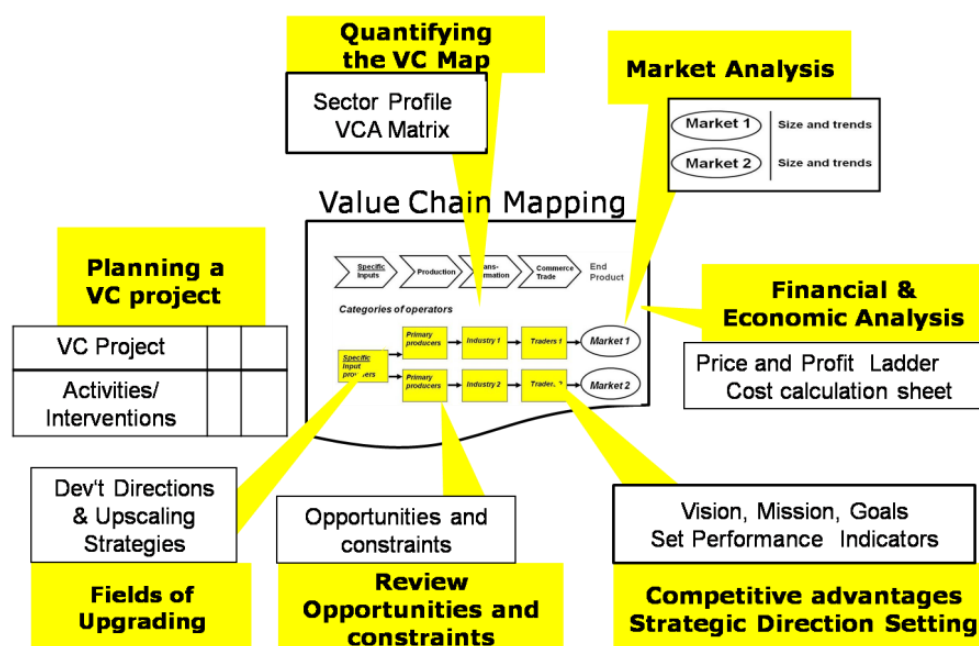 Quantifying
the VC Map
Sector Profile
VCA Matrix
Market Analysis
Market 1 Size and trends
Market 2 Size and trends
Value Chain Mapping
Specific
Inputs
Production
Commerce
Trade
End
Product
Categories of operators
Primary
producers
Industry 1
Traders 1
Market 1
Specific
Input
Primary
producers
Industry 2
Market 2
Planning a
VC project
VC Project
Activities/
Interventions
Financial &
Economic Analysis
Price and Profit Ladder
Cost calculation sheet
Dev't Directions
& Upscaling
Strategies
Fields of
Upgrading
Opportunities and
constraints
Review
Opportunities and
constraints
Vision, Mission, Goals
Set Performance Indicators
Competitive advantages
Strategic Direction Setting